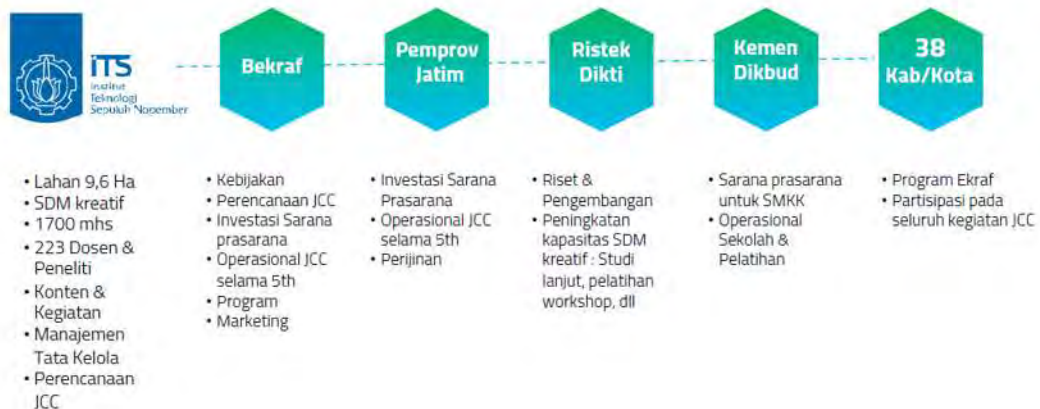 iTS
Institut
Teknologi
Sepuluh Nopember
Bekraf
Pemprov
Jatim
Ristek
Dikti
Kemen
Dikbud
38
Kab/Kota
• Lahan 9,6 Ha
• SDM kreatif
• 1700 mhs
• 223 Dosen &
Peneliti
• Konten &
Kegiatan
• Manajemen
Tata Kelola
• Perencanaan
JCC
• Kebijakan
• Perencanaan JCC
• Investasi Sarana
prasarana
• Operasional JCC
selama 5th
• Program
• Marketing
• Investasi Sarana
Prasarana
• Operasional JCC
selama 5th
• Perijinan
• Riset &
Pengembangan
• Peningkatan
kapasitas SDM
kreatif : Studi
lanjut, pelatihan
workshop, dll
• Sarana prasarana
untuk SMKK
• Operasional
Sekolah &
Pelatihan
• Program Ekraf
• Partisipasi pada
seluruh kegiatan JCC